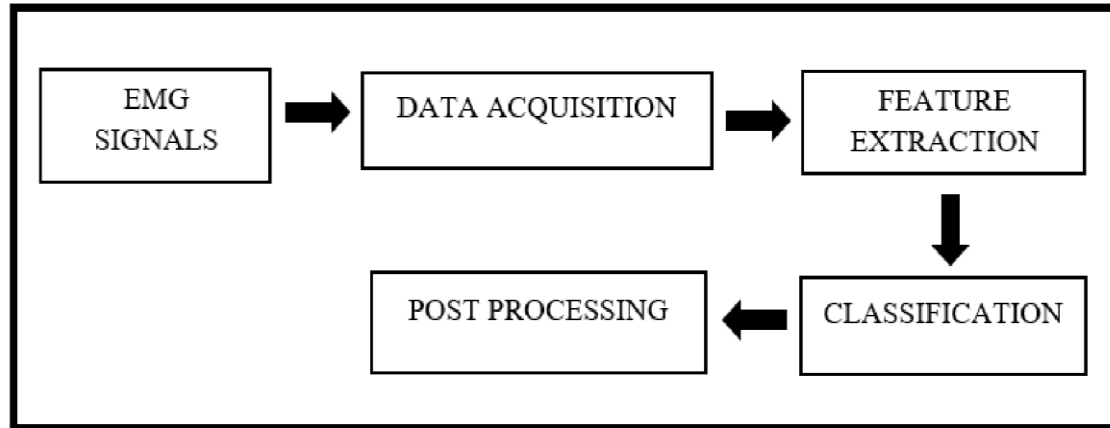 EMG
SIGNALS
DATA ACQUISITION
FEATURE
EXTRACTION
CLASSIFICATION
POST PROCESSING